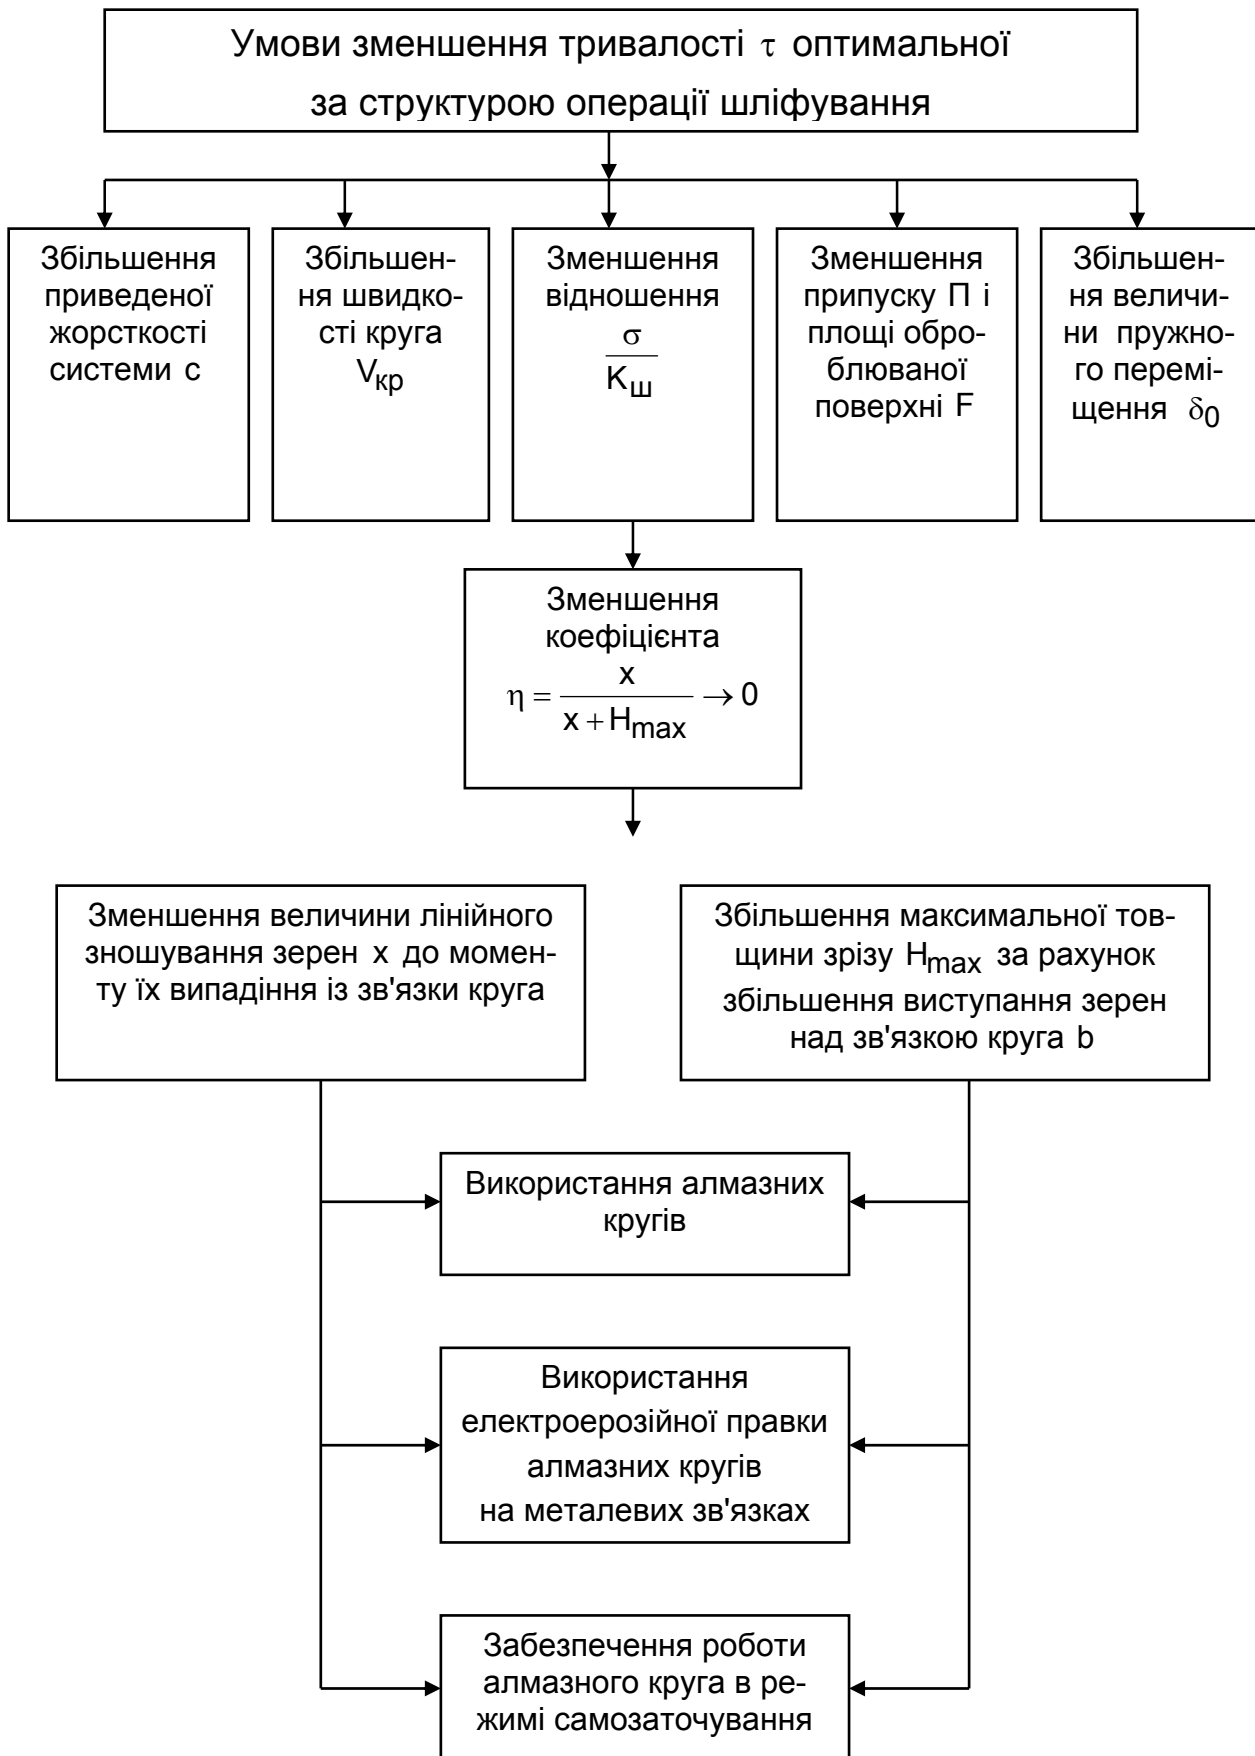 Умови зменшення тривалості τ оптимальної
за структурою операції шліфування
Збільшення
приведеної
жорсткості
системи c
Збільшен-
ня швидко-
сті круга
Vкр
Зменшення
відношення
σ
Kш
Зменшення
припуску П і
площі обро-
блюваної
поверхні F
Збільшен-
ня величи-
ни пружно-
го перемі-
щення δ0
Зменшення
коефіцієнта
η = x / (x + Hmax) → 0
Зменшення величини лінійного
зношування зерен x до момен-
ту їх випадіння із зв'язки круга
Збільшення максимальної тов-
щини зрізу Hmax за рахунок
збільшення виступання зерен
над зв'язкою круга b
Використання алмазних
кругів
Використання
електроерозійної правки
алмазних кругів
на металевих зв'язках
Забезпечення роботи
алмазного круга в ре-
жимі самозаточування